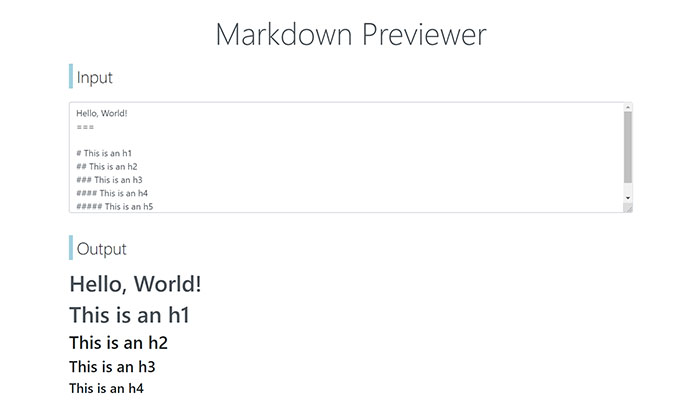 Markdown Previewer
Input
Hello, World!
===
# This is an h1
## This is an h2
### This is an h3
#### This is an h4
##### This is an h5
Output
Hello, World!
This is an h1
This is an h2
This is an h3
This is an h4